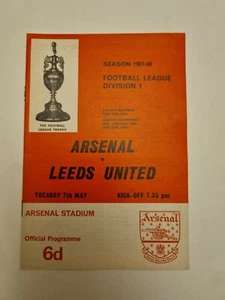 SEASON 1967-68
FOOTBALL LEAGUE
DIVISION 1
THE FOOTBALL
LEAGUE TROPHY
ARSENAL
v
LEEDS UNITED
TUESDAY 7th MAY
KICK-OFF 7.30 pm
ARSENAL STADIUM
Official Programme
6d
Arsenal